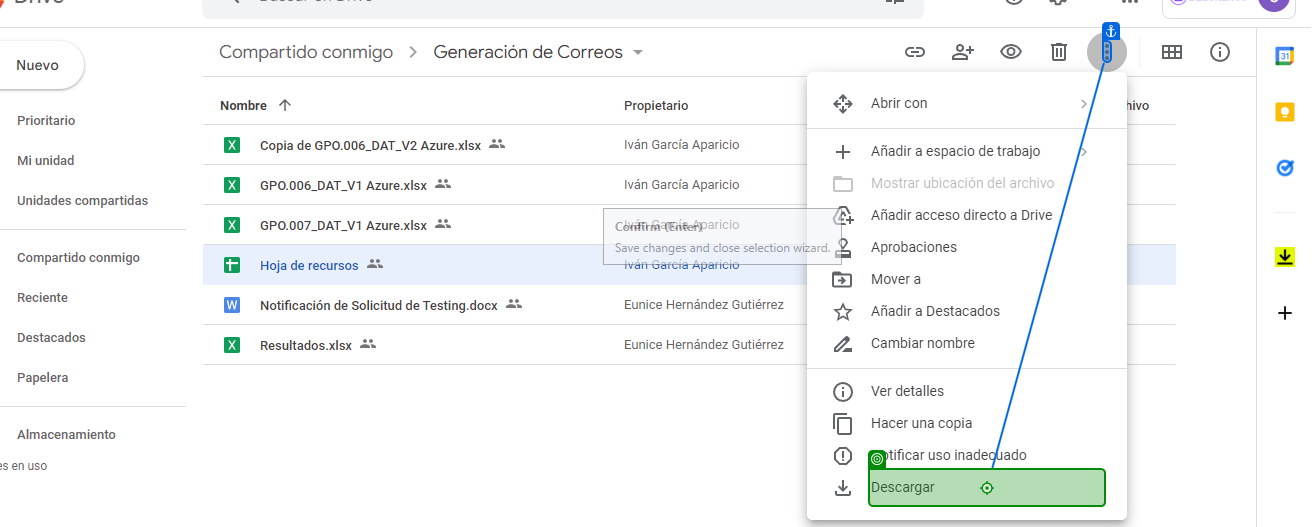 Drive
Buscar en Drive
Nuevo
Compartido conmigo
Generación de Correos
31
Prioritario
Mi unidad
Unidades compartidas
Compartido conmigo
Reciente
Destacados
Papelera
Almacenamiento
es en uso
Nombre
Propietario
hivo
Copia de GPO.006_DAT_V2 Azure.xlsx
Iván García Aparicio
GPO.006_DAT_V1 Azure.xlsx
Iván García Aparicio
GPO.007_DAT_V1 Azure.xlsx
Iván García Aparicio
Confirm (Enter)
Save changes and close selection wizard.
Hoja de recursos
Iván García Aparicio
Notificación de Solicitud de Testing.docx
Eunice Hernández Gutiérrez
Resultados.xlsx
Eunice Hernández Gutiérrez
Abrir con
Añadir a espacio de trabajo
Mostrar ubicación del archivo
Añadir acceso directo a Drive
Aprobaciones
Mover a
Añadir a Destacados
Cambiar nombre
Ver detalles
Hacer una copia
otificar uso inadecuado
Descargar